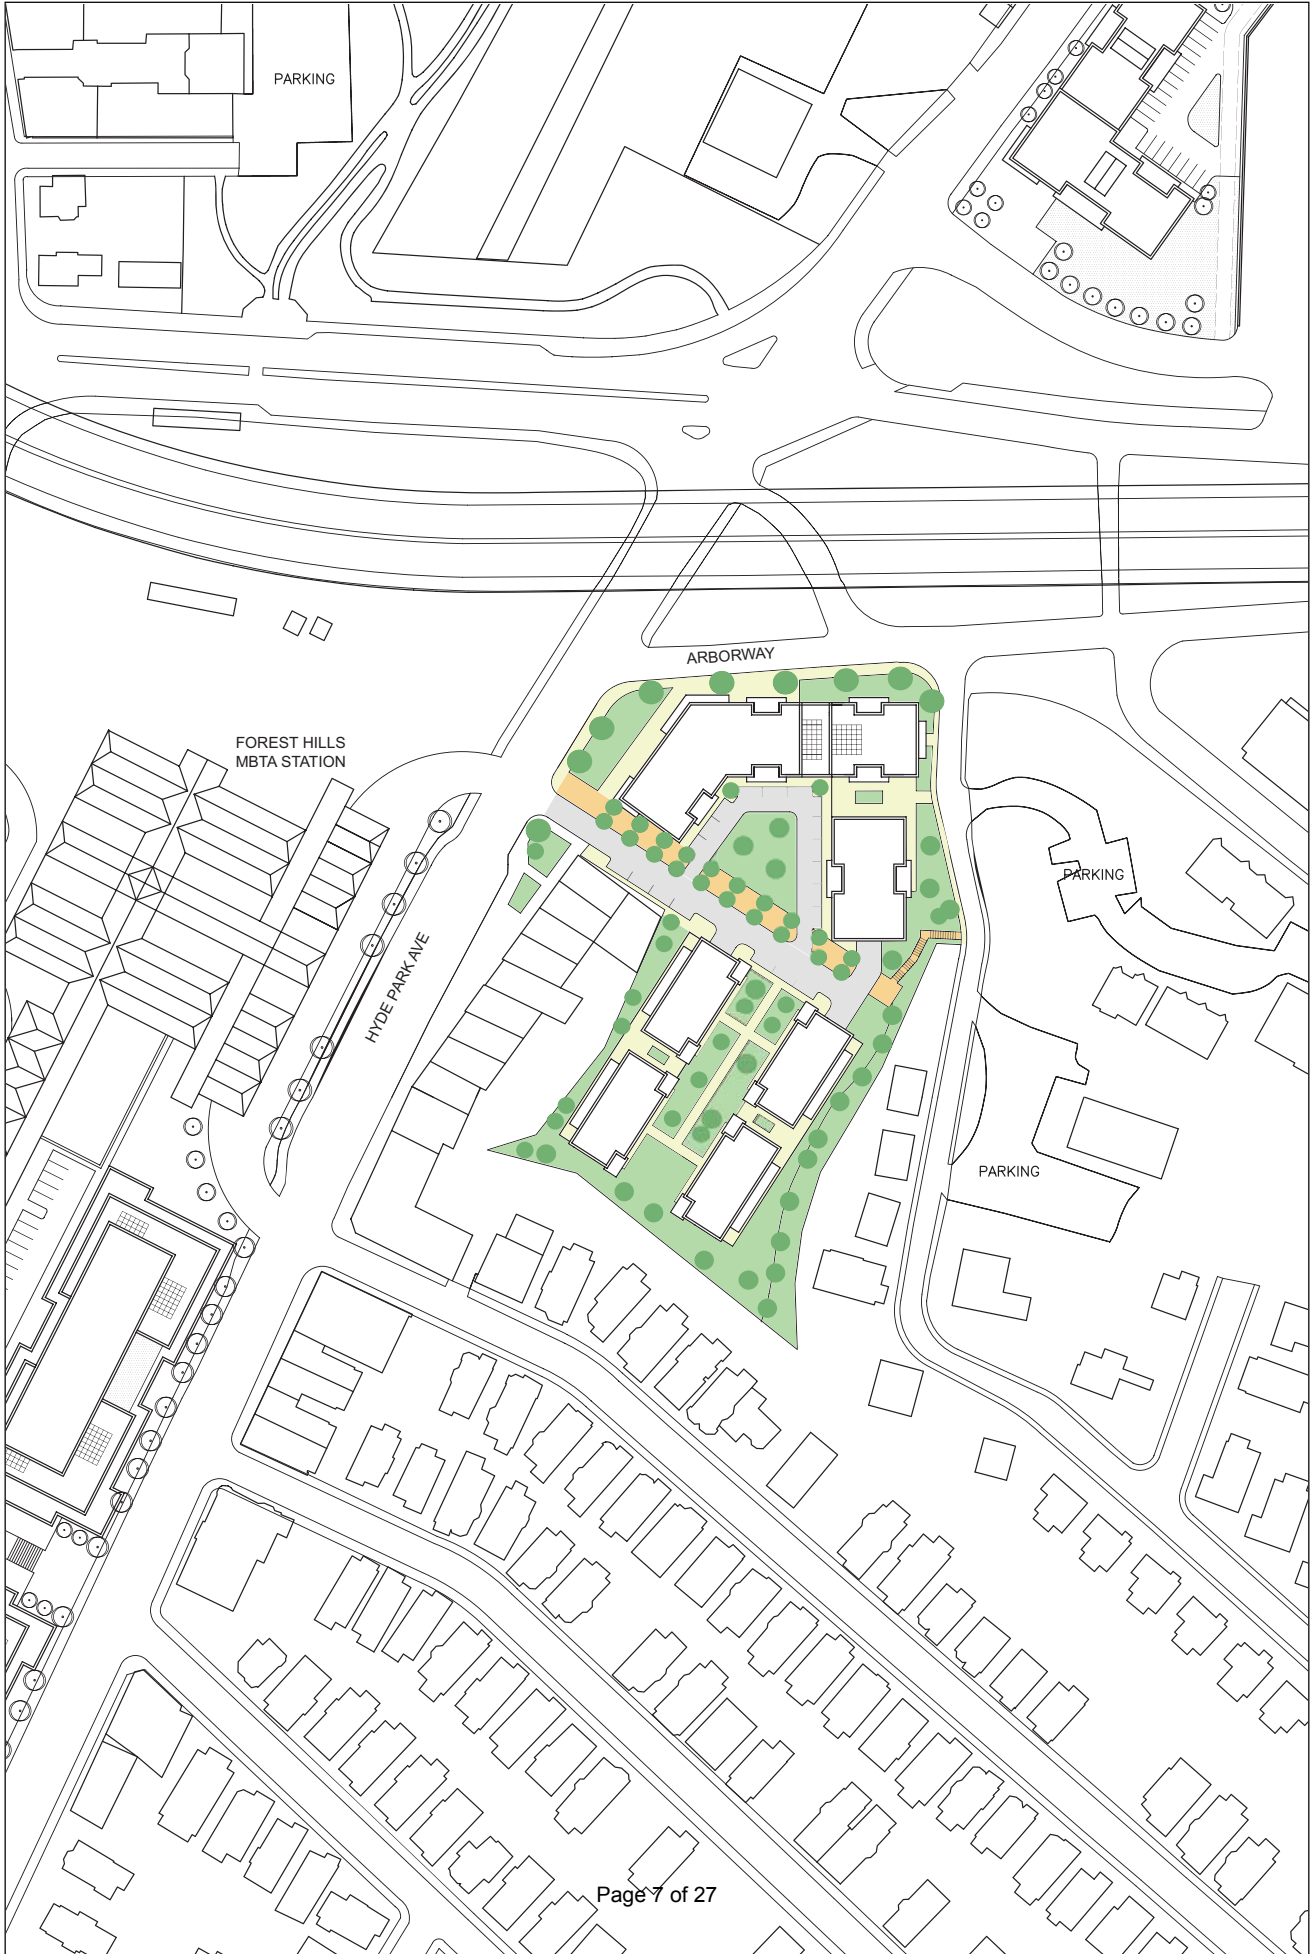 PARKING
ARBORWAY
FOREST HILLS
MBTA STATION
PARKING
HYDE PARK AVE
PARKING
Page 7 of 27